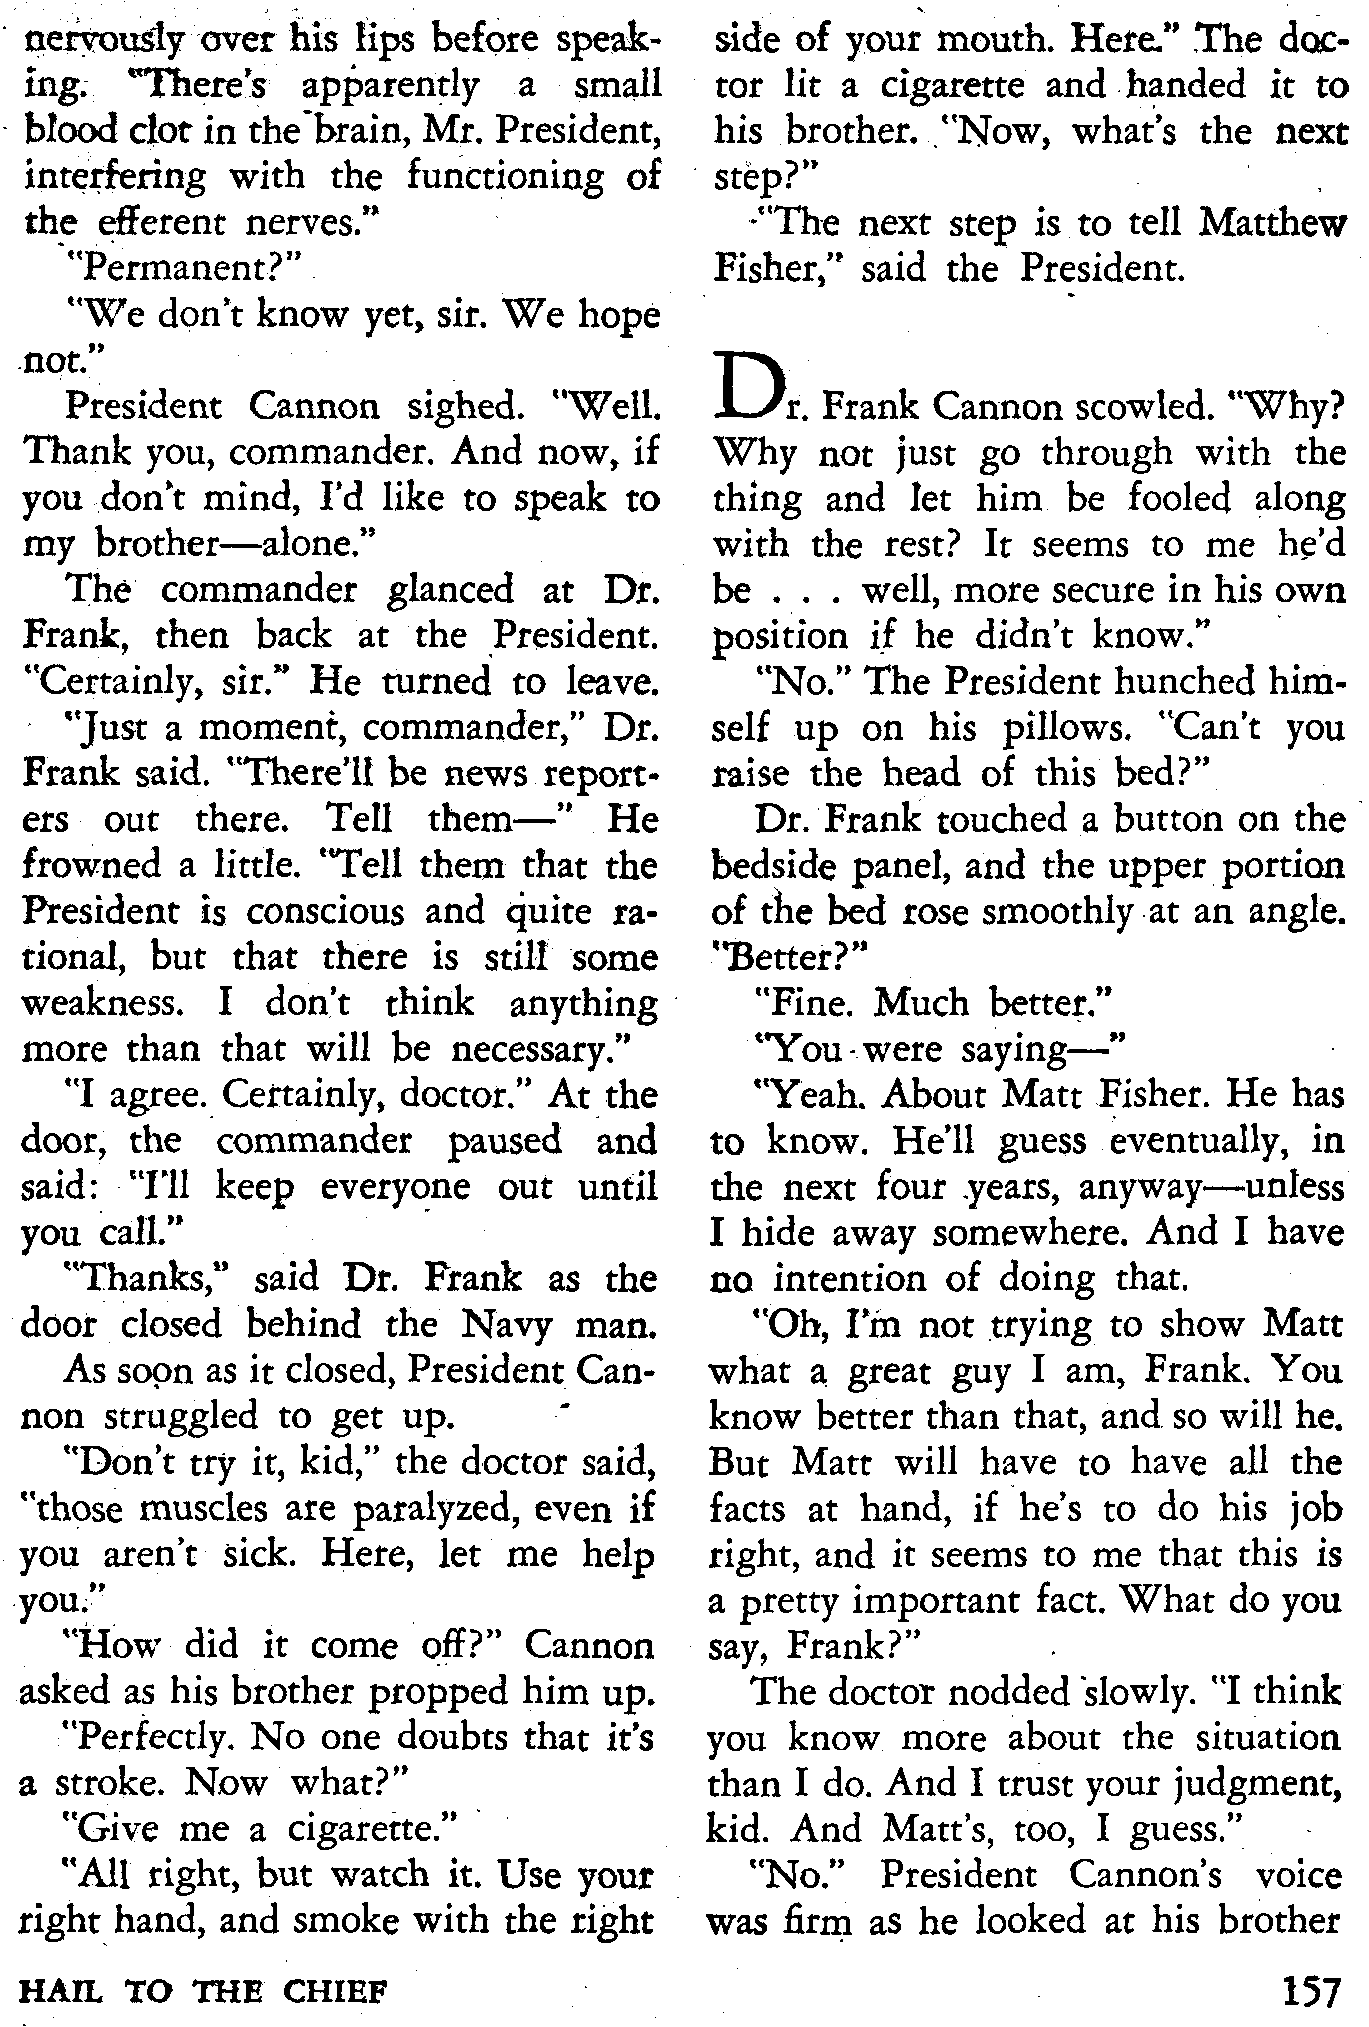 nervously over his lips before speak-
ing. "There's apparently a small
blood clot in the brain, Mr. President,
interfering with the functioning of
the efferent nerves."
"Permanent?"
"We don't know yet, sir. We hope
not."
President Cannon sighed. "Well.
Thank you, commander. And now, if
you don't mind, I'd like to speak to
my brother—alone."
The commander glanced at Dr.
Frank, then back at the President.
"Certainly, sir." He turned to leave.
"Just a moment, commander," Dr.
Frank said. "There'll be news report-
ers out there. Tell them—" He
frowned a little. "Tell them that the
President is conscious and quite ra-
tional, but that there is still some
weakness. I don't think anything
more than that will be necessary."
"I agree. Certainly, doctor." At the
door, the commander paused and
said: "I'll keep everyone out until
you call."
"Thanks," said Dr. Frank as the
door closed behind the Navy man.
As soon as it closed, President Can-
non struggled to get up.
"Don't try it, kid," the doctor said,
"those muscles are paralyzed, even if
you aren't sick. Here, let me help
you."
"How did it come off?" Cannon
asked as his brother propped him up.
"Perfectly. No one doubts that it's
a stroke. Now what?"
"Give me a cigarette."
"All right, but watch it. Use your
right hand, and smoke with the right
side of your mouth. Here." The doc-
tor lit a cigarette and handed it to
his brother. "Now, what's the next
step?"
"The next step is to tell Matthew
Fisher," said the President.
Dr. Frank Cannon scowled. "Why?
Why not just go through with the
thing and let him be fooled along
with the rest? It seems to me he'd
be . . . well, more secure in his own
position if he didn't know."
"No." The President hunched him-
self up on his pillows. "Can't you
raise the head of this bed?"
Dr. Frank touched a button on the
bedside panel, and the upper portion
of the bed rose smoothly at an angle.
"Better?"
"Fine. Much better."
"You were saying—"
"Yeah. About Matt Fisher. He has
to know. He'll guess eventually, in
the next four years, anyway—unless
I hide away somewhere. And I have
no intention of doing that.
"Oh, I'm not trying to show Matt
what a great guy I am, Frank. You
know better than that, and so will he.
But Matt will have to have all the
facts at hand, if he's to do his job
right, and it seems to me that this is
a pretty important fact. What do you
say, Frank?"
The doctor nodded slowly. "I think
you know more about the situation
than I do. And I trust your judgment,
kid. And Matt's, too, I guess."
"No." President Cannon's voice
was firm as he looked at his brother
HAIL TO THE CHIEF
157